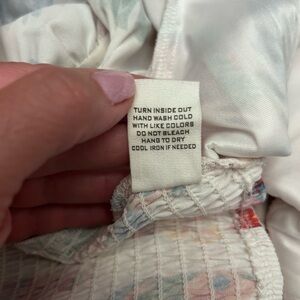 TURN INSIDE OUT
HAND WASH COLD
WITH LIKE COLORS
DO NOT BLEACH
HANG TO DRY
COOL IRON IF NEEDED